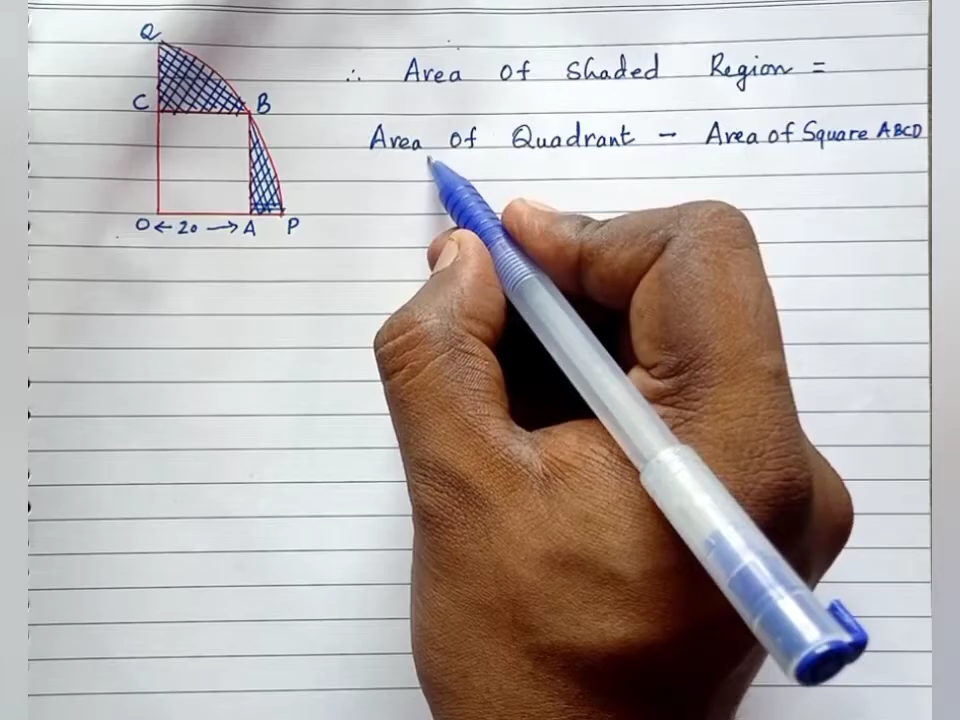 Q
∴ Area of Shaded Region =
C B
Area of Quadrant - Area of Square ABCD
O ← 20 → A P